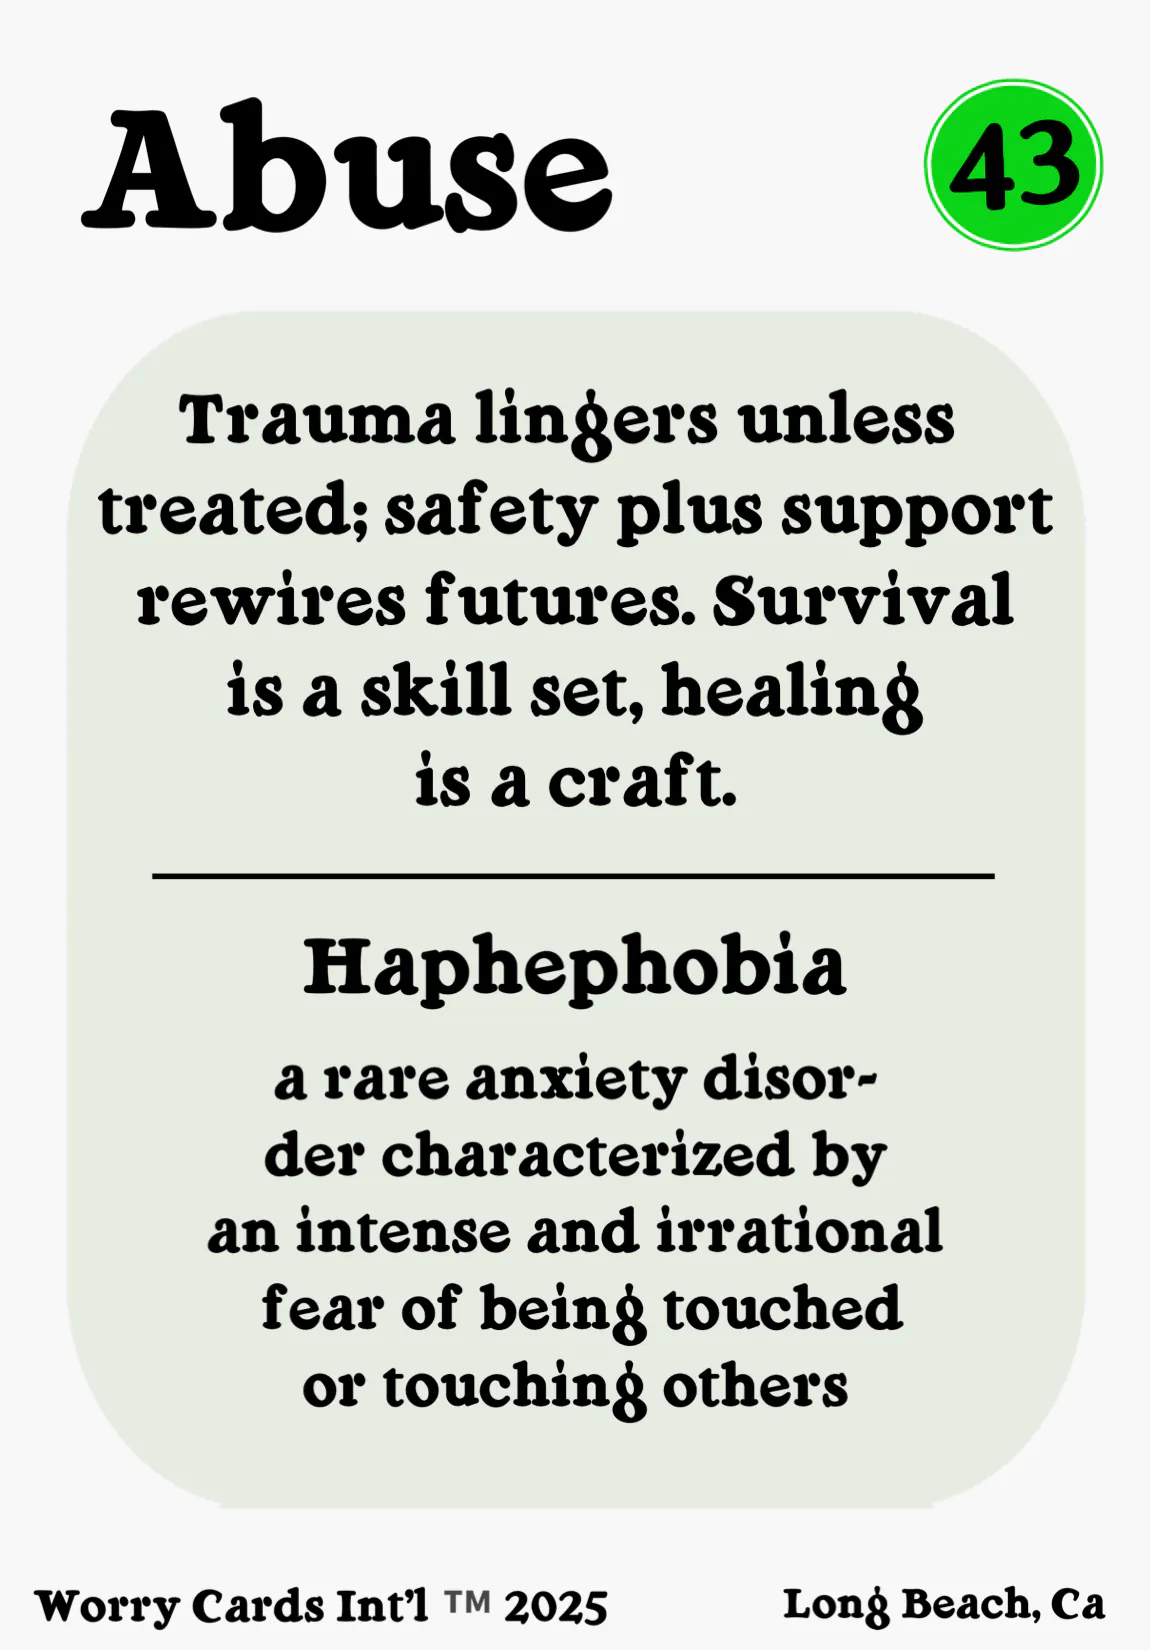 Abuse
43
Trauma lingers unless
treated; safety plus support
rewires futures. Survival
is a skill set, healing
is a craft.
Haphephobia
a rare anxiety disor-
der characterized by
an intense and irrational
fear of being touched
or touching others
Worry Cards Int'l ™ 2025
Long Beach, Ca